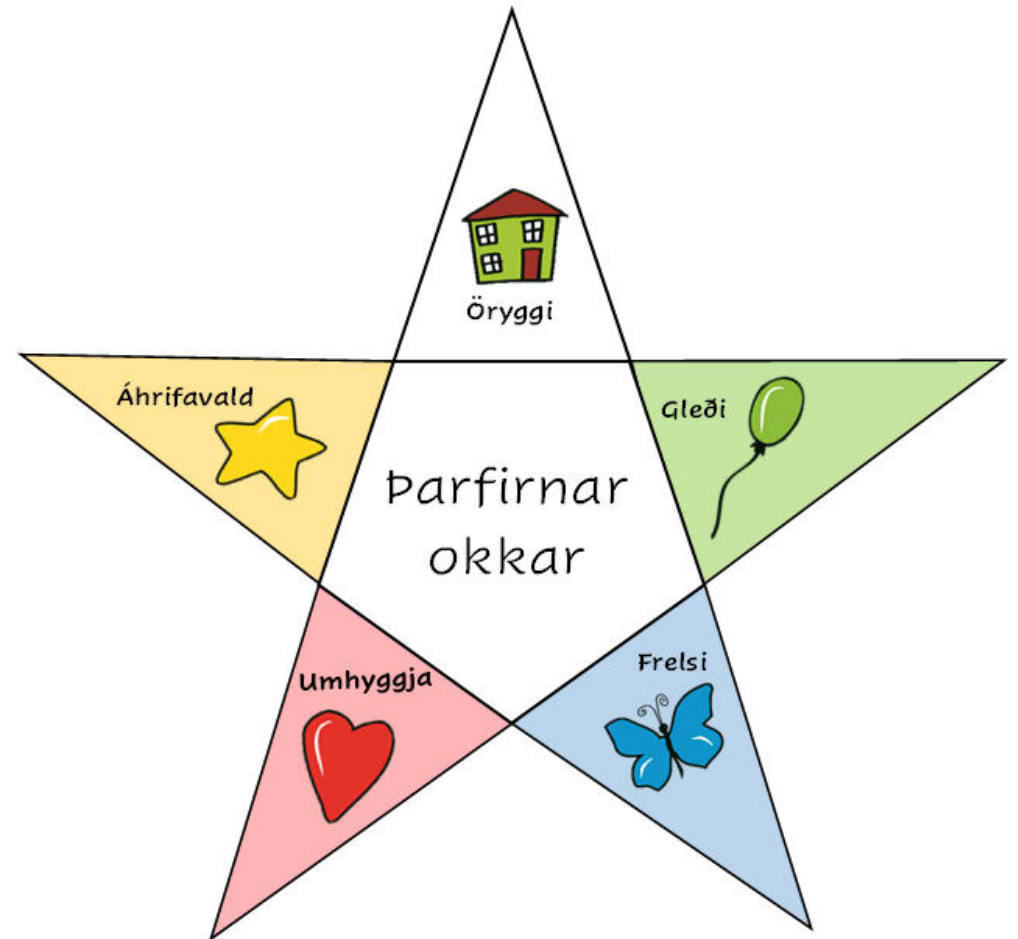 Öryggi
Áhrifavald
Gleði
Þarfirnar
okkar
Umhyggja
Frelsi